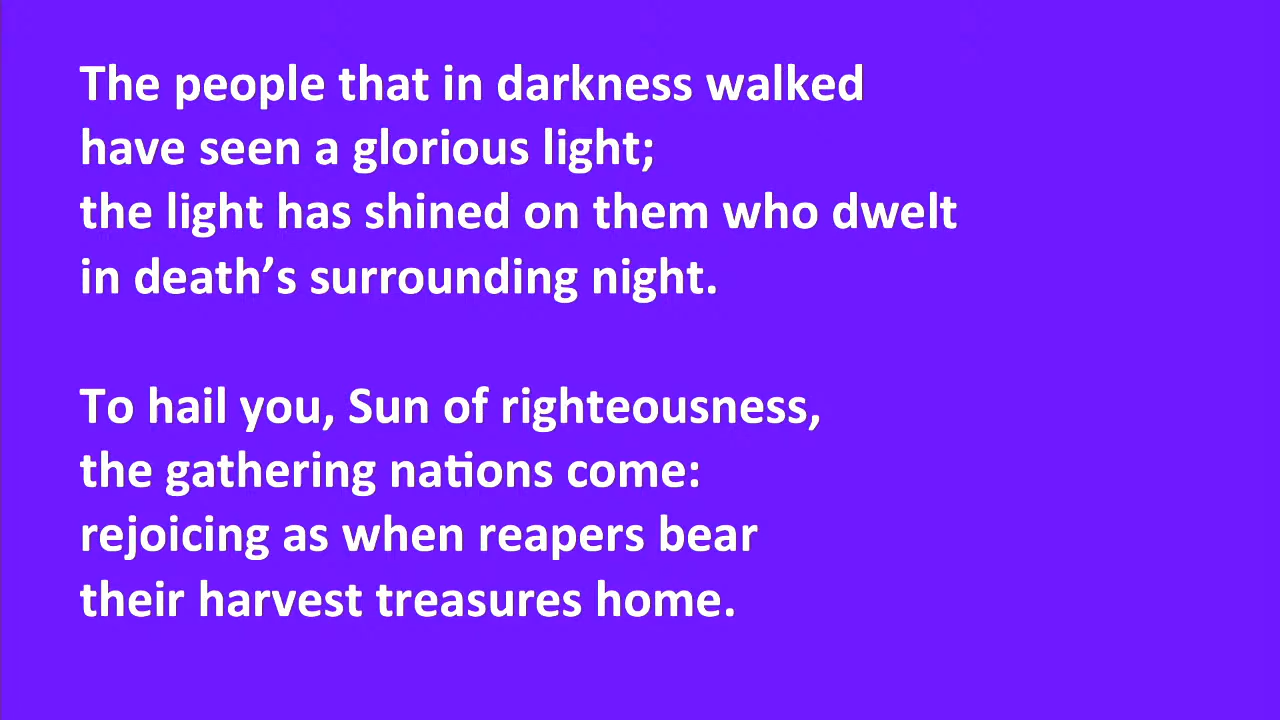 The people that in darkness walked
have seen a glorious light;
the light has shined on them who dwelt
in death’s surrounding night.
To hail you, Sun of righteousness,
the gathering nations come:
rejoicing as when reapers bear
their harvest treasures home.